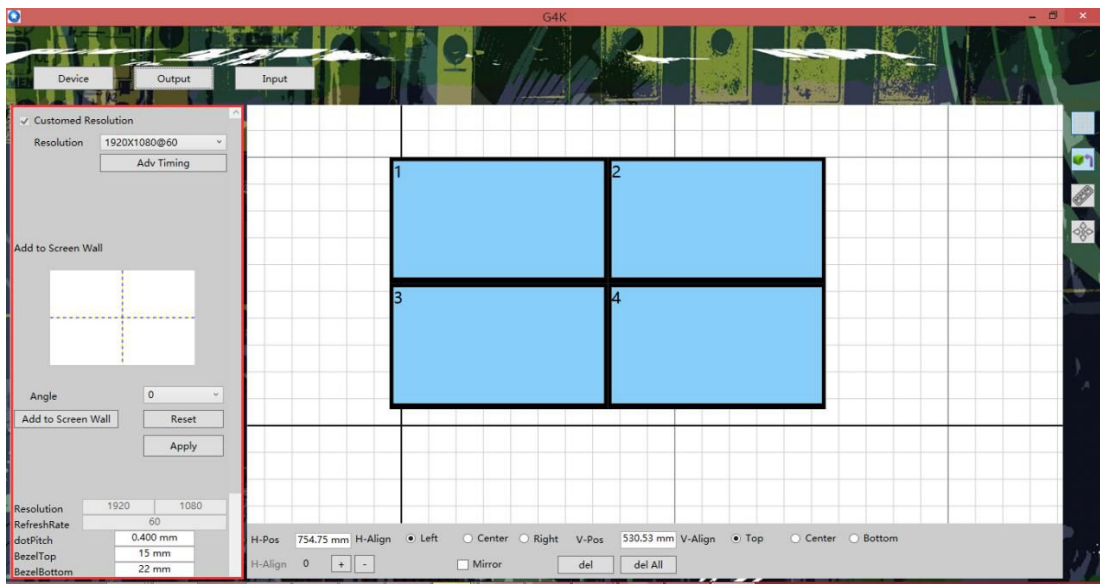 G4K
Device Output Input
Customed Resolution
Resolution 1920X1080@60
Adv Timing
Add to Screen Wall
Angle 0
Add to Screen Wall Reset
Apply
Resolution 1920 1080
RefreshRate 60
dotPitch 0.400 mm
BezelTop 15 mm
BezelBottom 22 mm
1 2
3 4
H-Pos 754.75 mm H-Align Left Center Right V-Pos 530.53 mm V-Align Top Center Bottom
H-Align 0 + - Mirror del del All